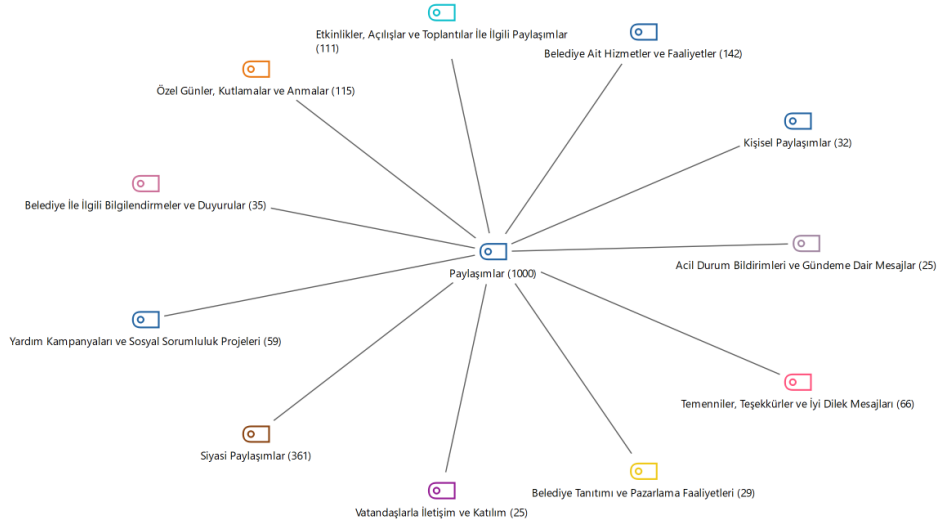 Etkinlikler, Açılışlar ve Toplantılar İle İlgili Paylaşımlar
(111)
Belediye Ait Hizmetler ve Faaliyetler (142)
Özel Günler, Kutlamalar ve Anmalar (115)
Kişisel Paylaşımlar (32)
Belediye İle İlgili Bilgilendirmeler ve Duyurular (35)
Acil Durum Bildirimleri ve Gündeme Dair Mesajlar (25)
Paylaşımlar (1000)
Yardım Kampanyaları ve Sosyal Sorumluluk Projeleri (59)
Temenniler, Teşekkürler ve İyi Dilek Mesajları (66)
Siyasi Paylaşımlar (361)
Belediye Tanıtımı ve Pazarlama Faaliyetleri (29)
Vatandaşlarla İletişim ve Katılım (25)